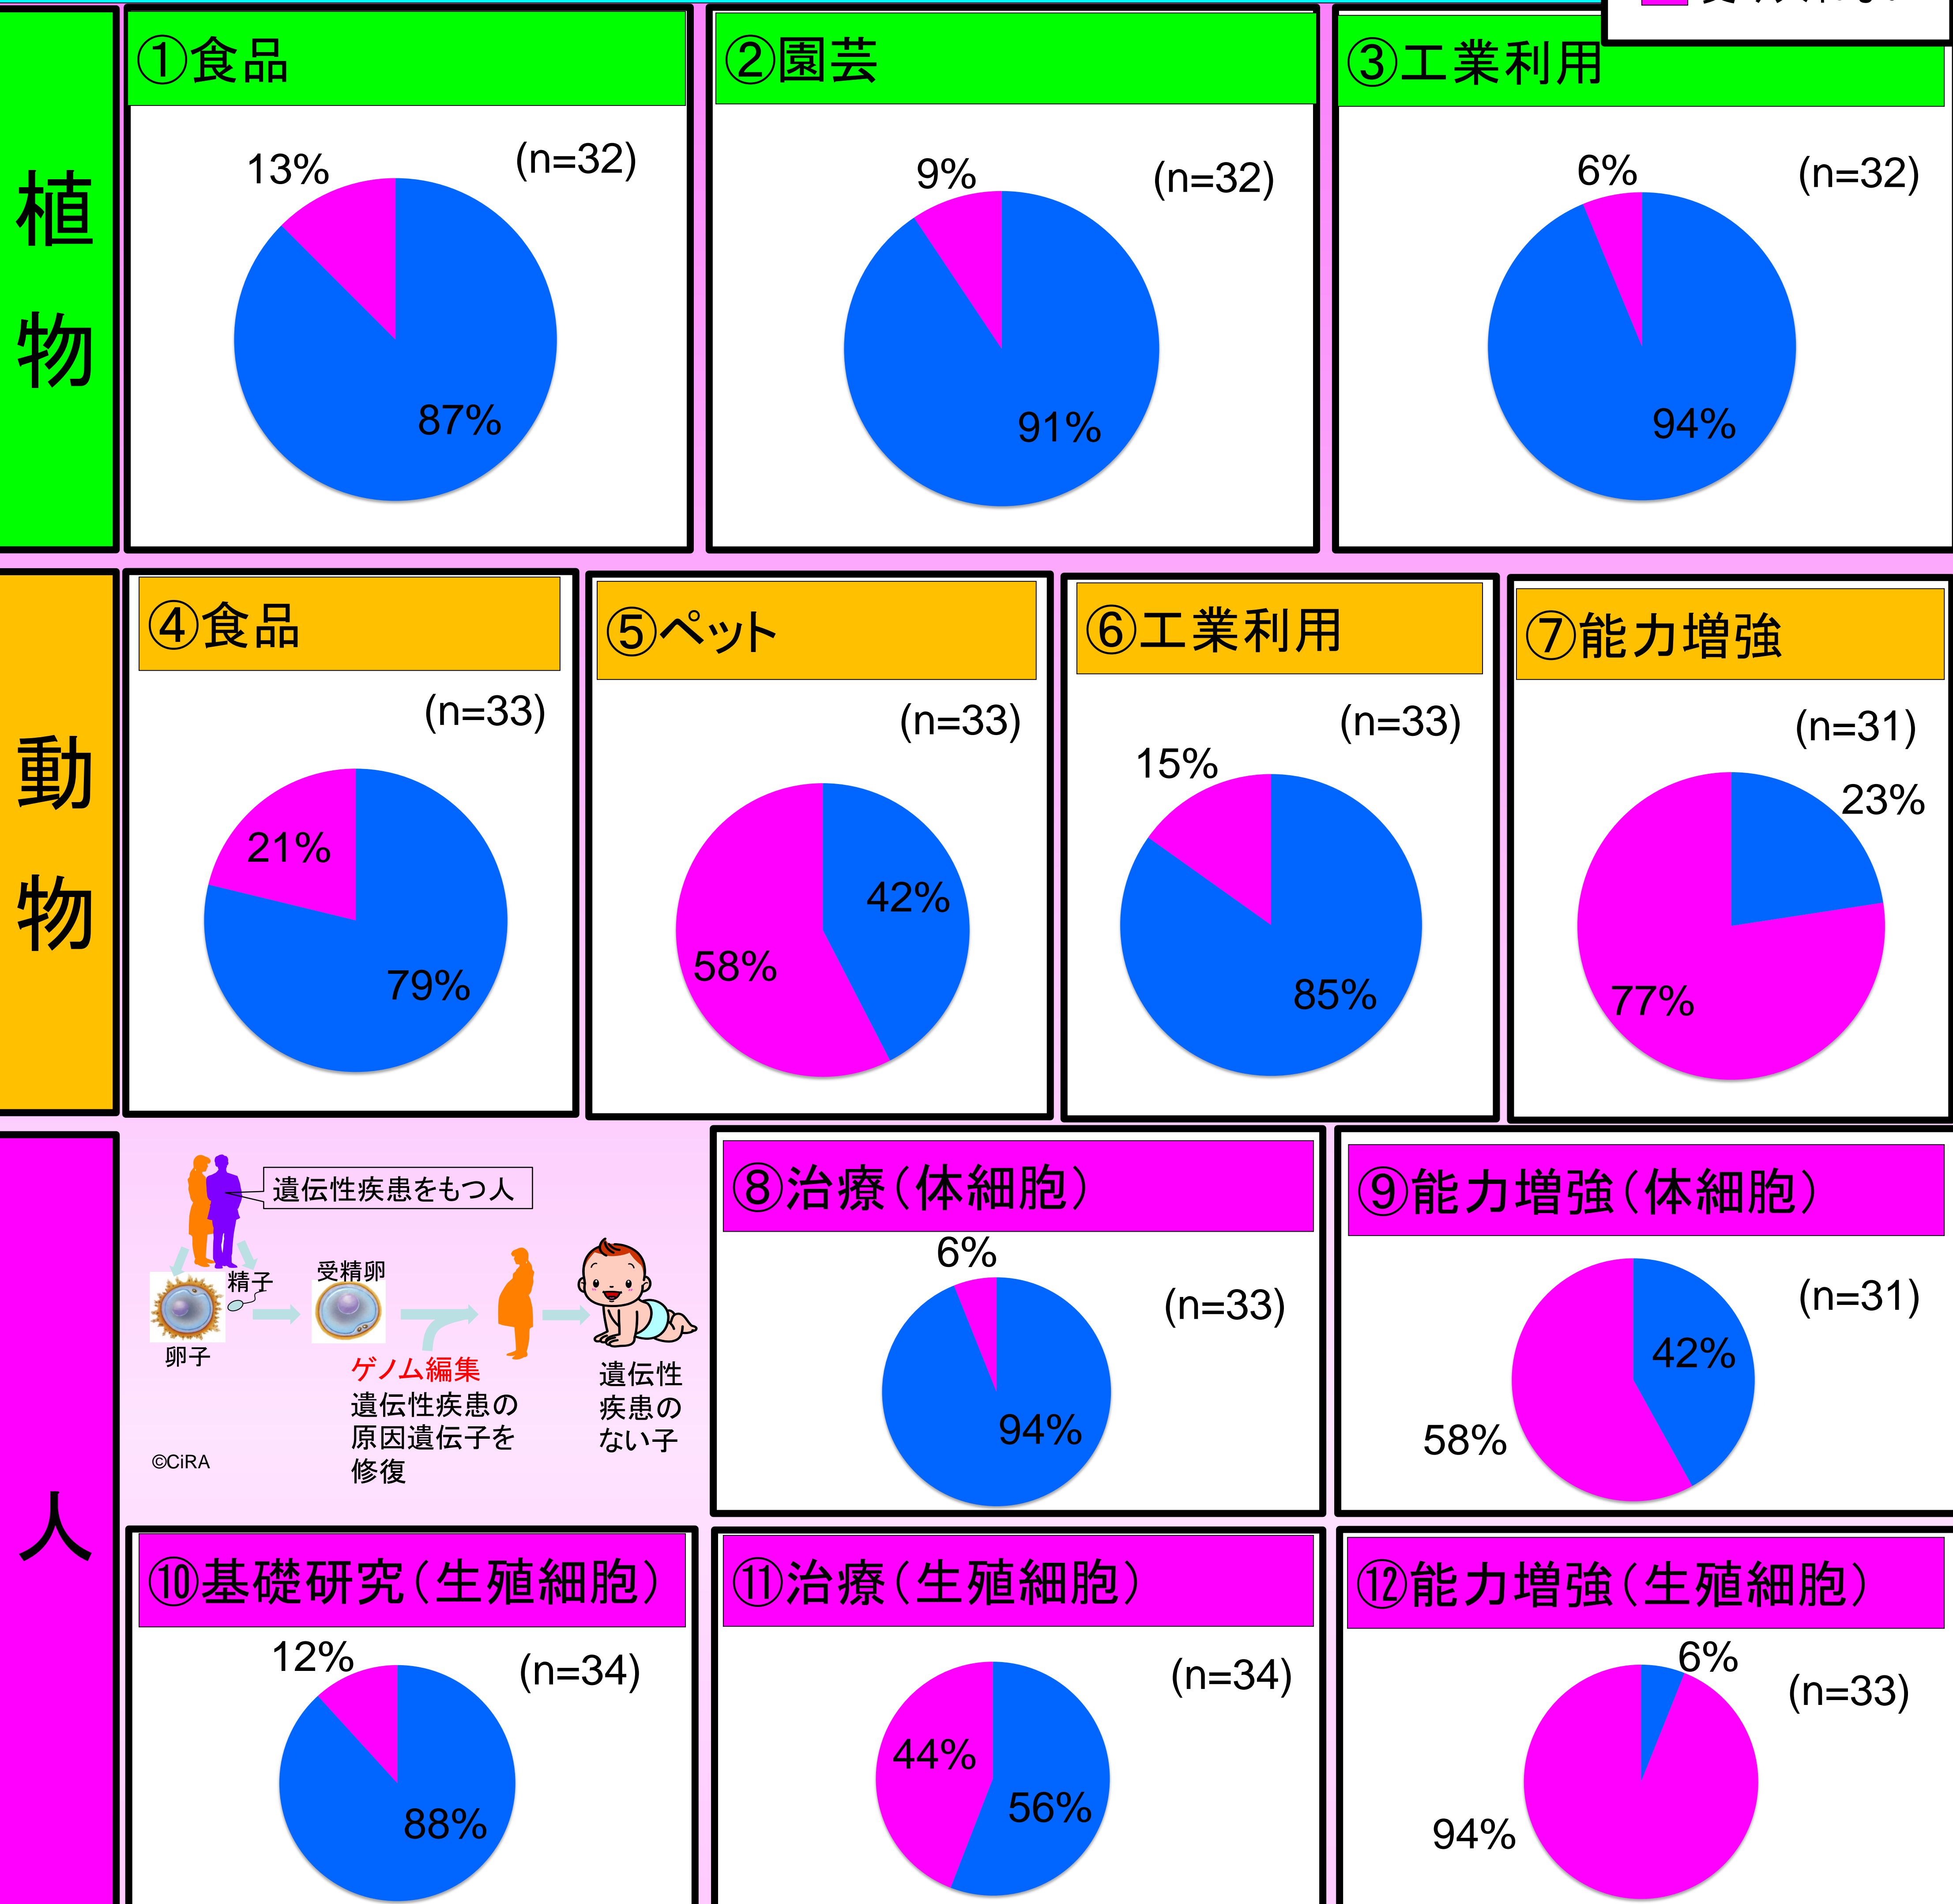 植物
①食品
(n=32)
13%
87%
②園芸
(n=32)
9%
91%
③工業利用
(n=32)
6%
94%
動物
④食品
(n=33)
21%
79%
⑤ペット
(n=33)
42%
58%
⑥工業利用
(n=33)
15%
85%
⑦能力増強
(n=31)
23%
77%
人
遺伝性疾患をもつ人
精子
受精卵
卵子
ゲノム編集
遺伝性疾患の
原因遺伝子を
修復
遺伝性
疾患の
ない子
©CiRA
⑧治療(体細胞)
6%
(n=33)
94%
⑨能力増強(体細胞)
(n=31)
42%
58%
⑩基礎研究(生殖細胞)
12%
(n=34)
88%
⑪治療(生殖細胞)
(n=34)
44%
56%
⑫能力増強(生殖細胞)
6%
(n=33)
94%